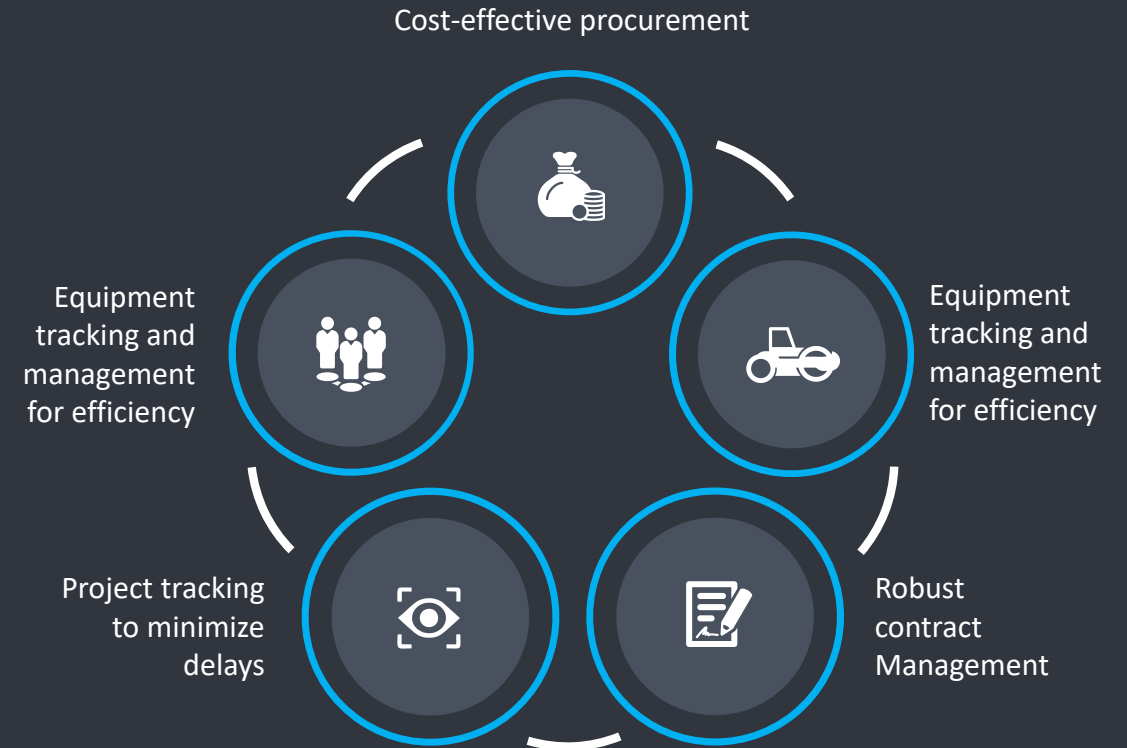 Cost-effective procurement
Equipment
tracking and
management
for efficiency
Equipment
tracking and
management
for efficiency
Project tracking
to minimize
delays
Robust
contract
Management